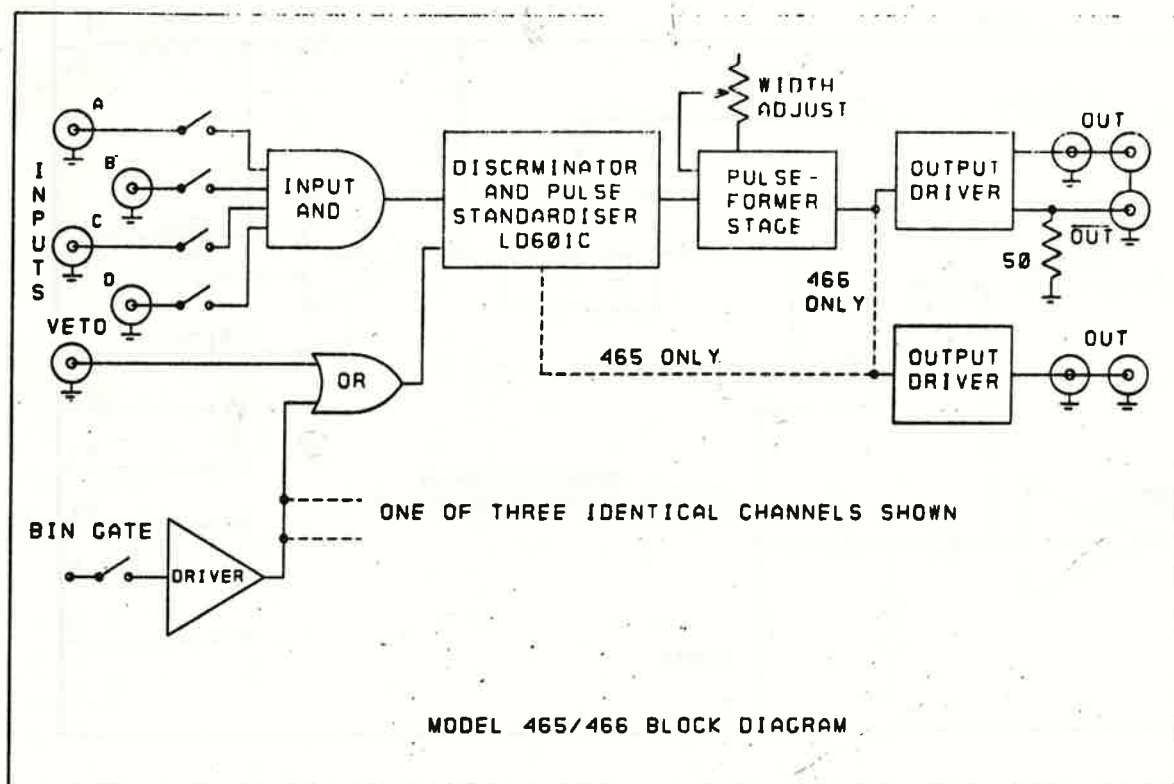 A
B
C
D
INPUTS
VETO
INPUT
AND
DISCRMINATOR
AND PULSE
STANDARDISER
LD601C
WIDTH
ADJUST
PULSE-
FORMER
STAGE
OUTPUT
DRIVER
OUT
OUT
50
466
ONLY
465 ONLY
OUTPUT
DRIVER
OUT
OR
ONE OF THREE IDENTICAL CHANNELS SHOWN
BIN GATE
DRIVER
MODEL 465/466 BLOCK DIAGRAM